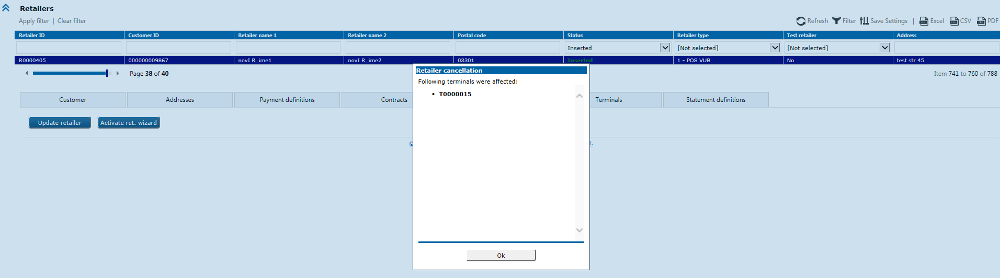 Retailers
Apply filter | Clear filter
Refresh Filter Save Settings | Excel CSV PDF
Retailer ID Customer ID Retailer name 1 Retailer name 2 Postal code Status Retailer type Test retailer Address
Inserted [Not selected] [Not selected]
R0000405 000000009867 novI R_ime1 novI R_ime2 03301 Inserted 1 - POS VUB No test str 45
Page 38 of 40
Item 741 to 760 of 788
Customer Addresses Payment definitions Contracts Terminals Statement definitions
Update retailer Activate ret. wizard
Retailer cancellation
Following terminals were affected:
• T0000015
Ok